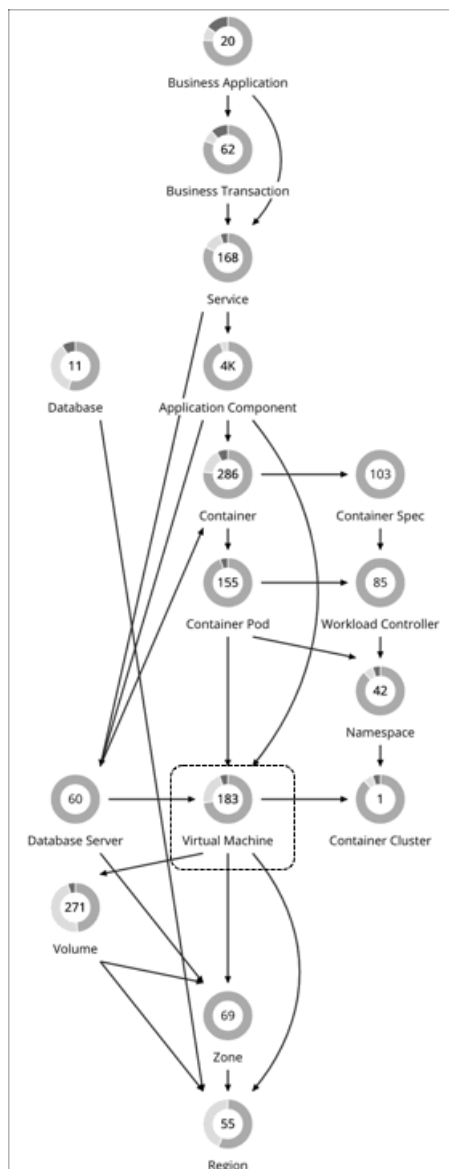 20
Business Application
62
Business Transaction
168
Service
11
Database
4K
Application Component
286
Container
103
Container Spec
155
Container Pod
85
Workload Controller
42
Namespace
60
Database Server
183
Virtual Machine
1
Container Cluster
271
Volume
69
Zone
55
Region